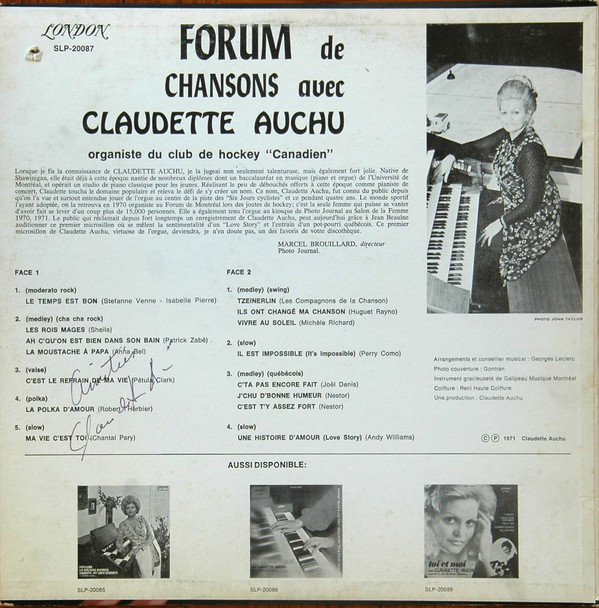 LONDON
SLP-20087
FORUM de
CHANSONS avec
CLAUDETTE AUCHU
organiste du club de hockey "Canadien"
Lorsque je fis la connaissance de CLAUDETTE AUCHU, je la jugeai non seulement talentueuse, mais également fort jolie. Native de
Shawinigan, elle était déjà à cette époque nantie de nombreux diplômes dont un baccalauréat en musique (piano et orgue) de l'Université de
Montréal, et opérait un studio de piano classique pour les jeunes. Réalisant le peu de débouchés offerts à cette époque comme pianiste de
concert, Claudette toucha le domaine populaire et releva le défi de s'y créer un nom. Ce nom, Claudette Auchu, fut connu du public depuis
qu'on l'a vue et surtout entendue jouer de l'orgue au centre de la piste des "Six Jours cyclistes" et ce pendant quatre ans. Le monde sportif
l'ayant adoptée, on la retrouva en 1970 organiste au Forum de Montréal lors des joutes de hockey; c'est la seule femme qui puisse se vanter
d'avoir fait se lever d'un coup plus de 15,000 personnes. Elle a également tenu l'orgue au kiosque de Photo Journal au Salon de la Femme
1970, 1971. Le public qui réclamait depuis fort longtemps un enregistrement de Claudette Auchu, peut aujourd'hui grâce à Jean Beaulne
auditionner ce premier microsillon où se mêlent la sentimentalité d'un "Love Story" et l'entrain d'un pot-pourri québécois. Ce premier
microsillon de Claudette Auchu, virtuose de l'orgue, deviendra, je n'en doute pas, un des favoris de votre discothèque.
MARCEL BROUILLARD, directeur
Photo Journal.
PHOTO JOHN TAYLOR
FACE 1
1. (moderato rock)
LE TEMPS EST BON (Stefanne Venne - Isabelle Pierre)
2. (medley) (cha cha rock)
LES ROIS MAGES (Sheila)
AH C'QU'ON EST BIEN DANS SON BAIN (Patrick Zabé)
LA MOUSTACHE À PAPA (Anna Bel)
3. (valse)
C'EST LE REFRAIN DE MA VIE (Pétula Clark)
4. (polka)
LA POLKA D'AMOUR (Robert Herbier)
5. (slow)
MA VIE C'EST TOI (Chantal Pary)
FACE 2
1. (medley) (swing)
TZEINERLIN (Les Compagnons de la Chanson)
ILS ONT CHANGÉ MA CHANSON (Huguet Rayno)
VIVRE AU SOLEIL (Michèle Richard)
2. (slow)
IL EST IMPOSSIBLE (It's impossible) (Perry Como)
3. (medley) (québécois)
C'TA PAS ENCORE FAIT (Joël Denis)
J'CHU D'BONNE HUMEUR (Nestor)
C'EST T'Y ASSEZ FORT (Nestor)
4. (slow)
UNE HISTOIRE D'AMOUR (Love Story) (Andy Williams)
Arrangements et conseiller musical : Georges Leclerc
Photo couverture : Gontran
Instrument gracieuseté de Galipeau Musique Montréal
Coiffure : René Haute Coiffure
Une production : Claudette Auchu
Ⓒ Ⓟ 1971 Claudette Auchu
AUSSI DISPONIBLE:
toi et moi
CLAUDETTE AUCHU
SLP-20085
SLP-20088
SLP-20089